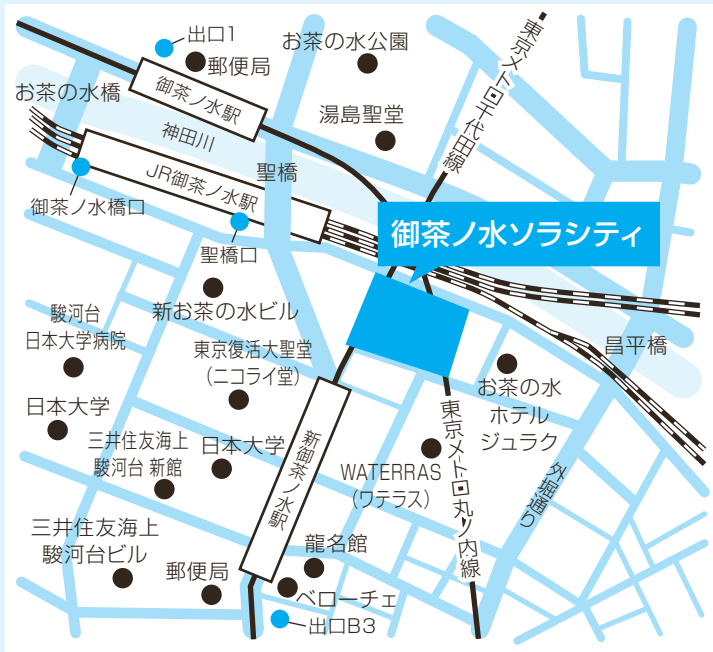 出口1
郵便局
お茶の水公園
東京メトロ千代田線
お茶の水橋
御茶ノ水駅
湯島聖堂
神田川
聖橋
JR御茶ノ水駅
御茶ノ水橋口
聖橋口
御茶ノ水ソラシティ
新お茶の水ビル
駿河台
日本大学病院
東京復活大聖堂
(ニコライ堂)
昌平橋
お茶の水
ホテル
ジュラク
日本大学
三井住友海上
駿河台 新館
日本大学
新御茶ノ水駅
WATERRAS
(ワテラス)
東京メトロ丸ノ内線
外堀通り
三井住友海上
駿河台ビル
郵便局
龍名館
ベローチェ
出口B3